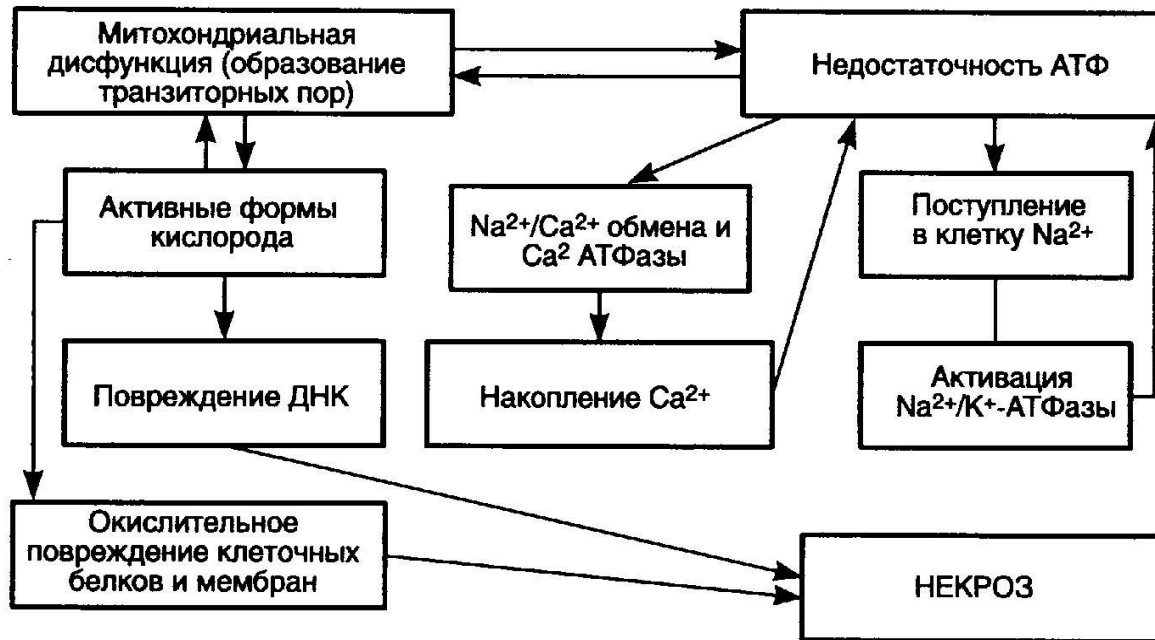 Митохондриальная
дисфункция (образование
транзиторных пор)
Недостаточность АТФ
Активные формы
кислорода
Na²⁺/Ca²⁺ обмена и
Ca² АТФазы
Поступление
в клетку Na²⁺
Повреждение ДНК
Накопление Ca²⁺
Активация
Na²⁺/K⁺-АТФазы
Окислительное
повреждение клеточных
белков и мембран
НЕКРОЗ